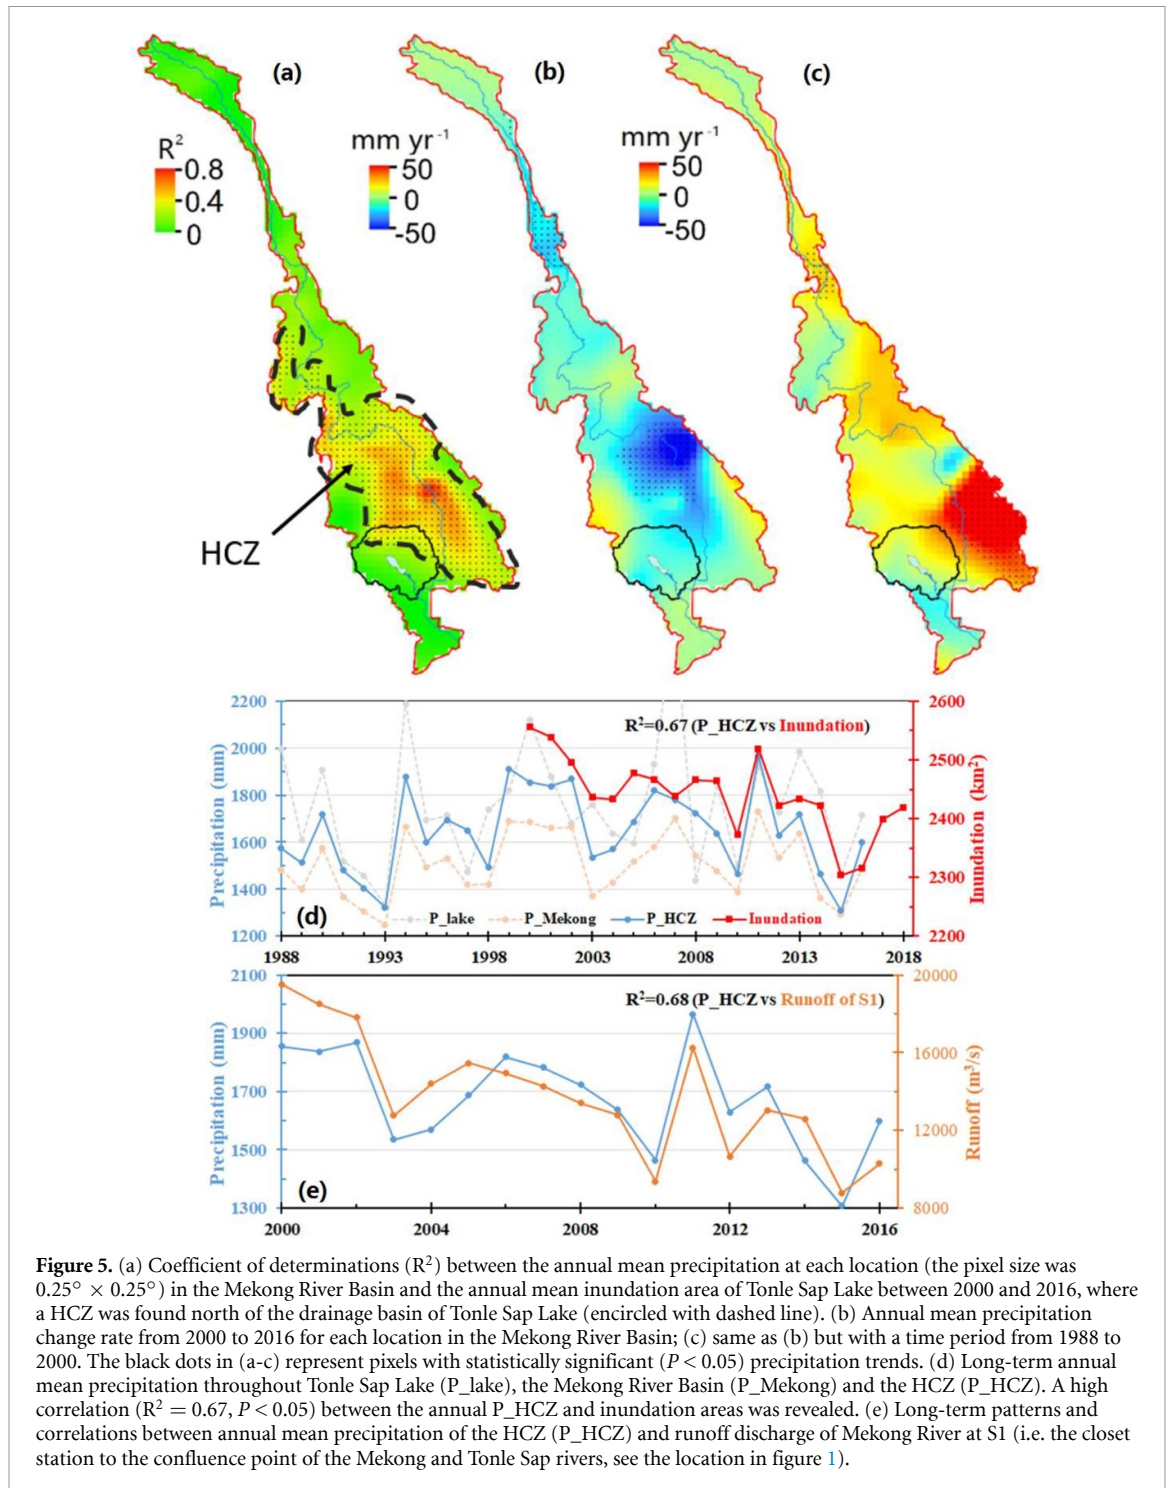 (a)
(b)
(c)
R²
0.8
0.4
0
mm yr⁻¹
50
0
-50
mm yr⁻¹
50
0
-50
HCZ
2200
2000
1800
1600
1400
1200
Precipitation (mm)
R²=0.67 (P_HCZ vs Inundation)
2600
2500
2400
2300
2200
Inundation (km²)
(d)
P_lake P_Mekong P_HCZ Inundation
1988 1993 1998 2003 2008 2013 2018
2100
1900
1700
1500
1300
Precipitation (mm)
R²=0.68 (P_HCZ vs Runoff of S1)
20000
16000
12000
8000
Runoff (m³/s)
(e)
2000 2004 2008 2012 2016
Figure 5. (a) Coefficient of determinations (R²) between the annual mean precipitation at each location (the pixel size was
0.25° × 0.25°) in the Mekong River Basin and the annual mean inundation area of Tonle Sap Lake between 2000 and 2016, where
a HCZ was found north of the drainage basin of Tonle Sap Lake (encircled with dashed line). (b) Annual mean precipitation
change rate from 2000 to 2016 for each location in the Mekong River Basin; (c) same as (b) but with a time period from 1988 to
2000. The black dots in (a-c) represent pixels with statistically significant (P < 0.05) precipitation trends. (d) Long-term annual
mean precipitation throughout Tonle Sap Lake (P_lake), the Mekong River Basin (P_Mekong) and the HCZ (P_HCZ). A high
correlation (R² = 0.67, P < 0.05) between the annual P_HCZ and inundation areas was revealed. (e) Long-term patterns and
correlations between annual mean precipitation of the HCZ (P_HCZ) and runoff discharge of Mekong River at S1 (i.e. the closet
station to the confluence point of the Mekong and Tonle Sap rivers, see the location in figure 1).